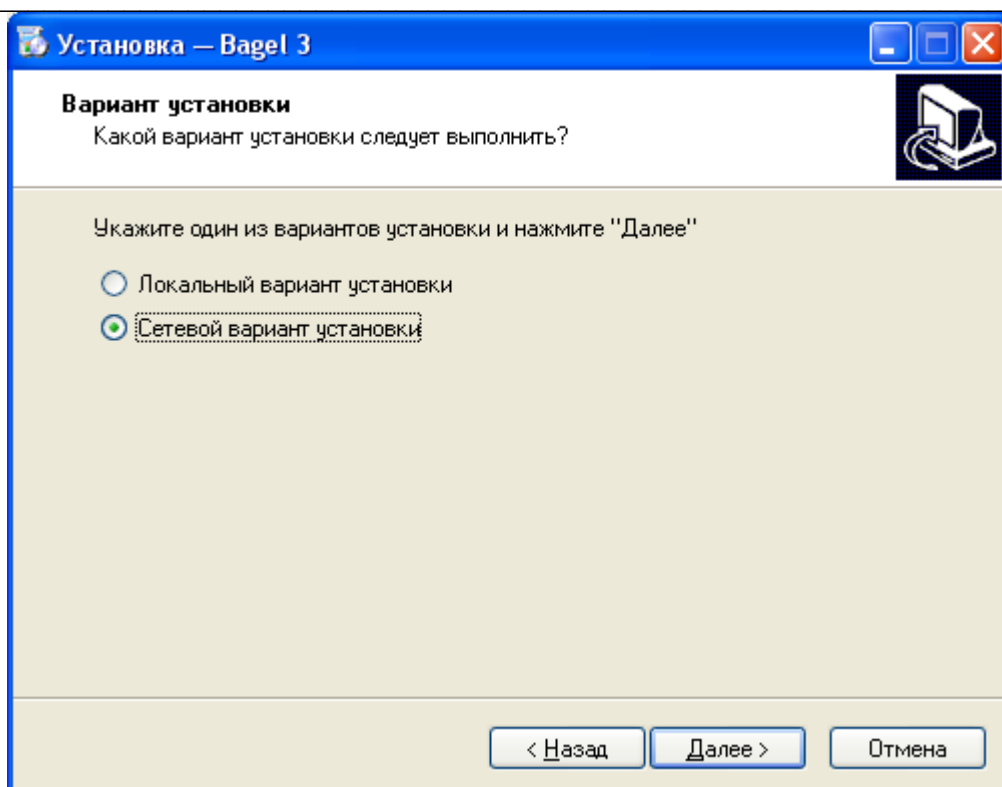 Установка — Bagel 3
Вариант установки
Какой вариант установки следует выполнить?
Укажите один из вариантов установки и нажмите "Далее"
Локальный вариант установки
Сетевой вариант установки
< Назад Далее > Отмена